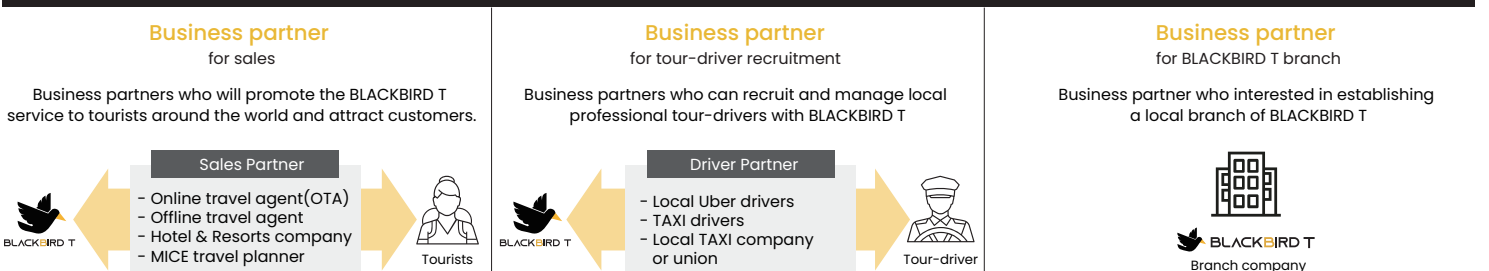 Business partner
for sales
Business partners who will promote the BLACKBIRD T
service to tourists around the world and attract customers.
Sales Partner
- Online travel agent(OTA)
- Offline travel agent
- Hotel & Resorts company
- MICE travel planner
BLACKBIRD T
Tourists
Business partner
for tour-driver recruitment
Business partners who can recruit and manage local
professional tour-drivers with BLACKBIRD T
Driver Partner
- Local Uber drivers
- TAXI drivers
- Local TAXI company
or union
BLACKBIRD T
Tour-driver
Business partner
for BLACKBIRD T branch
Business partner who interested in establishing
a local branch of BLACKBIRD T
BLACKBIRD T
Branch company